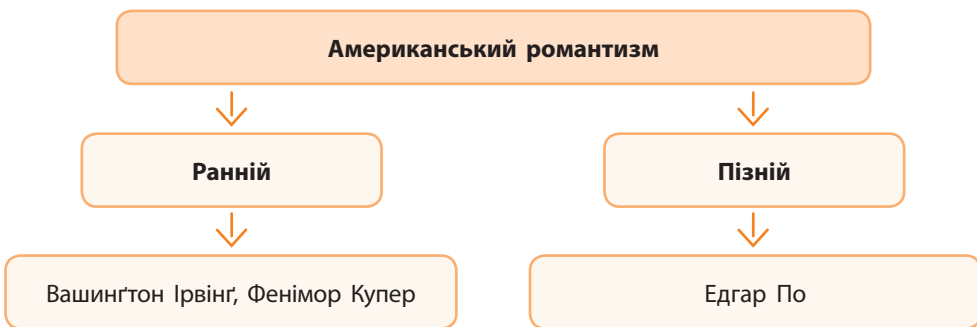 Американський романтизм
Ранній
Пізній
Вашинґтон Ірвінґ, Фенімор Купер
Едгар По